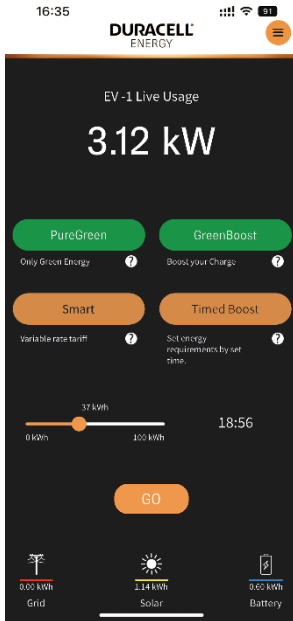 16:35
91
DURACELL
ENERGY
EV -1 Live Usage
3.12 kW
PureGreen GreenBoost
Only Green Energy ? Boost your Charge ?
Smart Timed Boost
Variable rate tariff ? Set energy ?
requirements by set
time.
37 kWh
18:56
0 kWh 100 kWh
GO
0.00 kWh 1.14 kWh 0.60 kWh
Grid Solar Battery